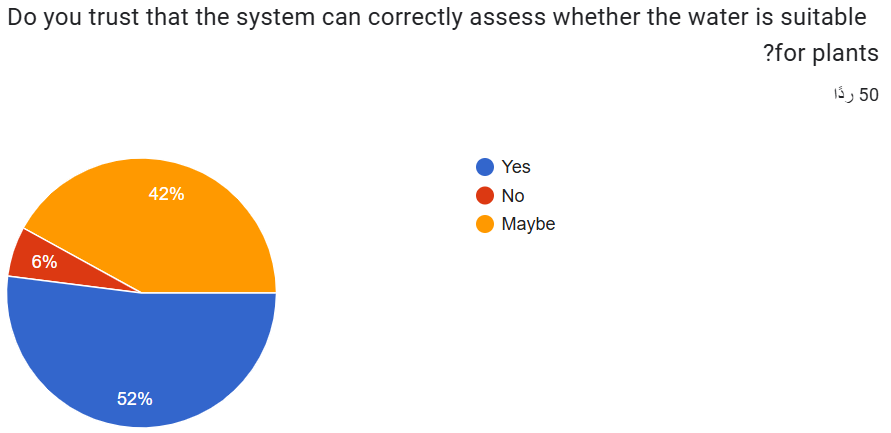 Do you trust that the system can correctly assess whether the water is suitable
?for plants
50 ردًا
Yes
No
Maybe
42%
6%
52%